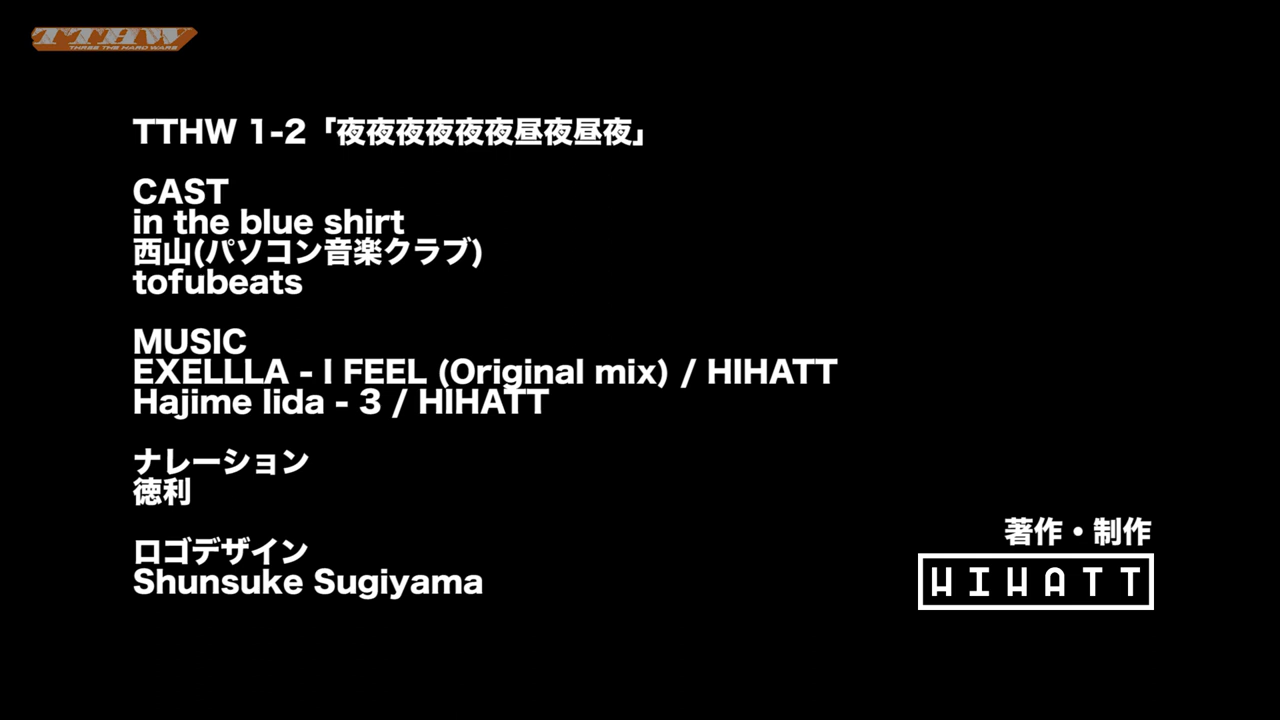 TTHW
THREE THE HARD WARE
TTHW 1-2「夜夜夜夜夜夜昼夜昼夜」
CAST
in the blue shirt
西山(パソコン音楽クラブ)
tofubeats
MUSIC
EXELLLA - I FEEL (Original mix) / HIHATT
Hajime Iida - 3 / HIHATT
ナレーション
徳利
ロゴデザイン
Shunsuke Sugiyama
著作・制作
HIHATT